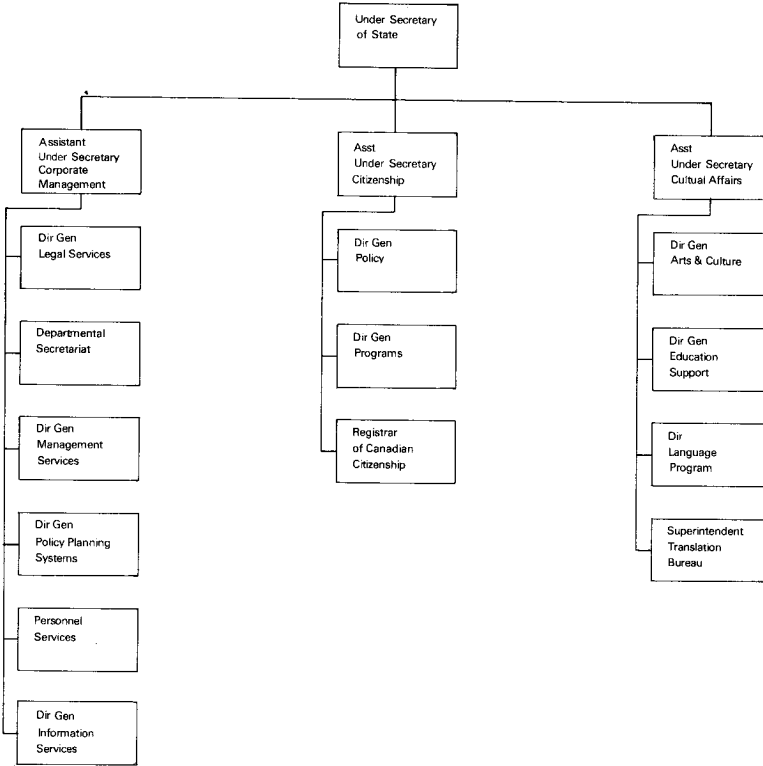 Under Secretary
of State
Assistant
Under Secretary
Corporate
Management
Dir Gen
Legal Services
Departmental
Secretariat
Dir Gen
Management
Services
Dir Gen
Policy Planning
Systems
Personnel
Services
Dir Gen
Information
Services
Asst
Under Secretary
Citizenship
Dir Gen
Policy
Dir Gen
Programs
Registrar
of Canadian
Citizenship
Asst
Under Secretary
Cultual Affairs
Dir Gen
Arts & Culture
Dir Gen
Education
Support
Dir
Language
Program
Superintendent
Translation
Bureau